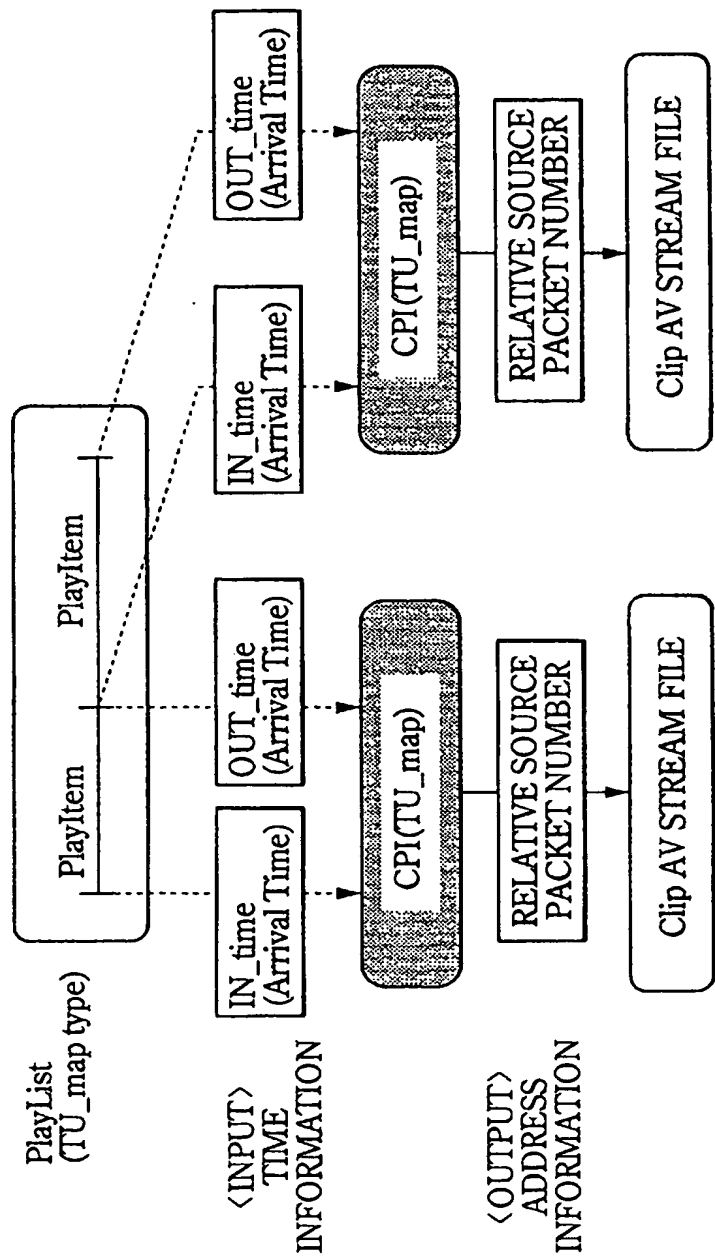 PlayList
(TU_map type)
PlayItem
PlayItem
<INPUT>
TIME
INFORMATION
IN_time
(Arrival Time)
OUT_time
(Arrival Time)
IN_time
(Arrival Time)
OUT_time
(Arrival Time)
CPI(TU_map)
CPI(TU_map)
<OUTPUT>
ADDRESS
INFORMATION
RELATIVE SOURCE
PACKET NUMBER
RELATIVE SOURCE
PACKET NUMBER
Clip AV STREAM FILE
Clip AV STREAM FILE